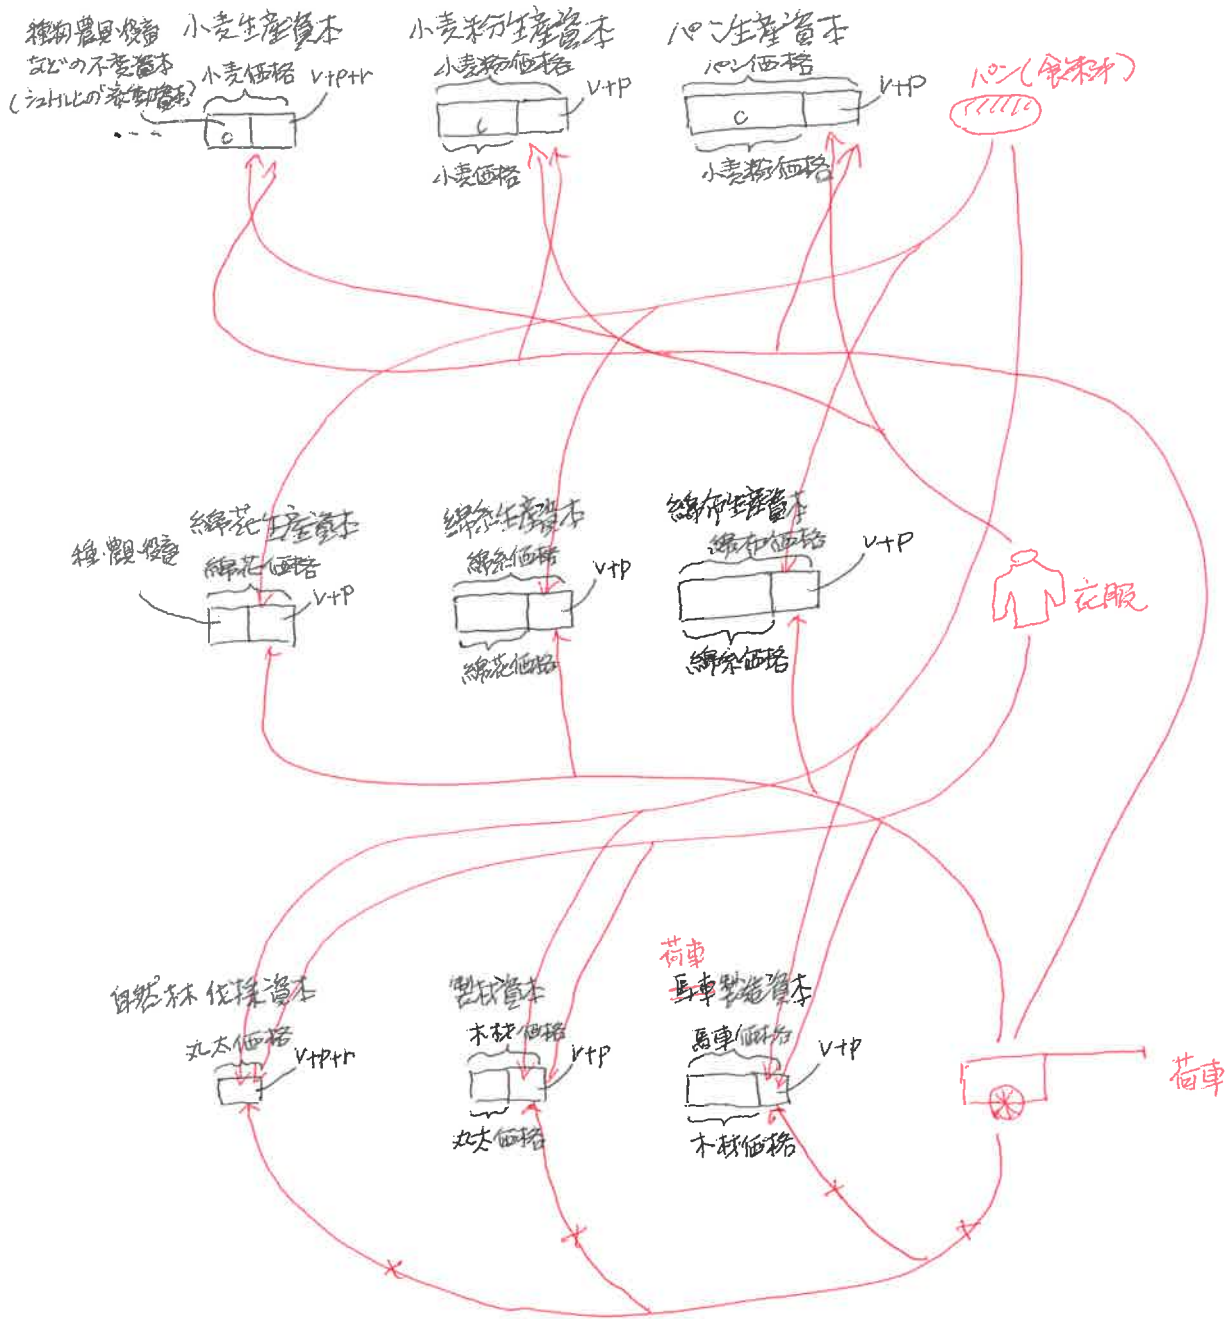 小麦生産資本
小麦粉生産資本
パン生産資本
種籾・農具・役畜
などの不変資本
小麦価格
v+p+r
小麦粉価格
v+p
パン価格
v+p
パン(食糧)
c
c
c
小麦価格
小麦粉価格
綿花生産資本
綿糸生産資本
綿布生産資本
種・農具・役畜
綿花価格
v+p
綿糸価格
v+p
綿布価格
v+p
衣服
綿花価格
綿糸価格
自然林伐採資本
製材資本
荷車
馬車製造資本
丸太価格
v+p+r
木材価格
v+p
馬車価格
v+p
荷車
丸太価格
木材価格